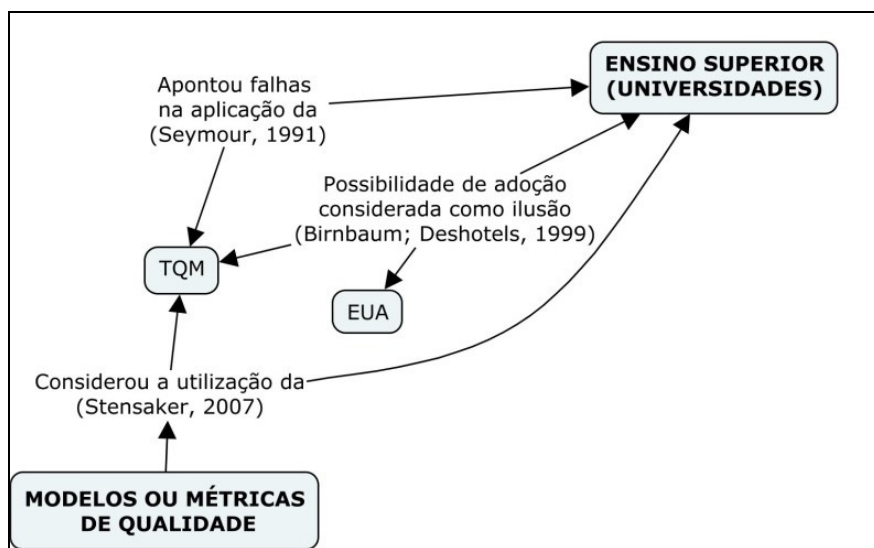 ENSINO SUPERIOR
(UNIVERSIDADES)
Apontou falhas
na aplicação da
(Seymour, 1991)
Possibilidade de adoção
considerada como ilusão
(Birnbaum; Deshotels, 1999)
TQM
EUA
Considerou a utilização da
(Stensaker, 2007)
MODELOS OU MÉTRICAS
DE QUALIDADE